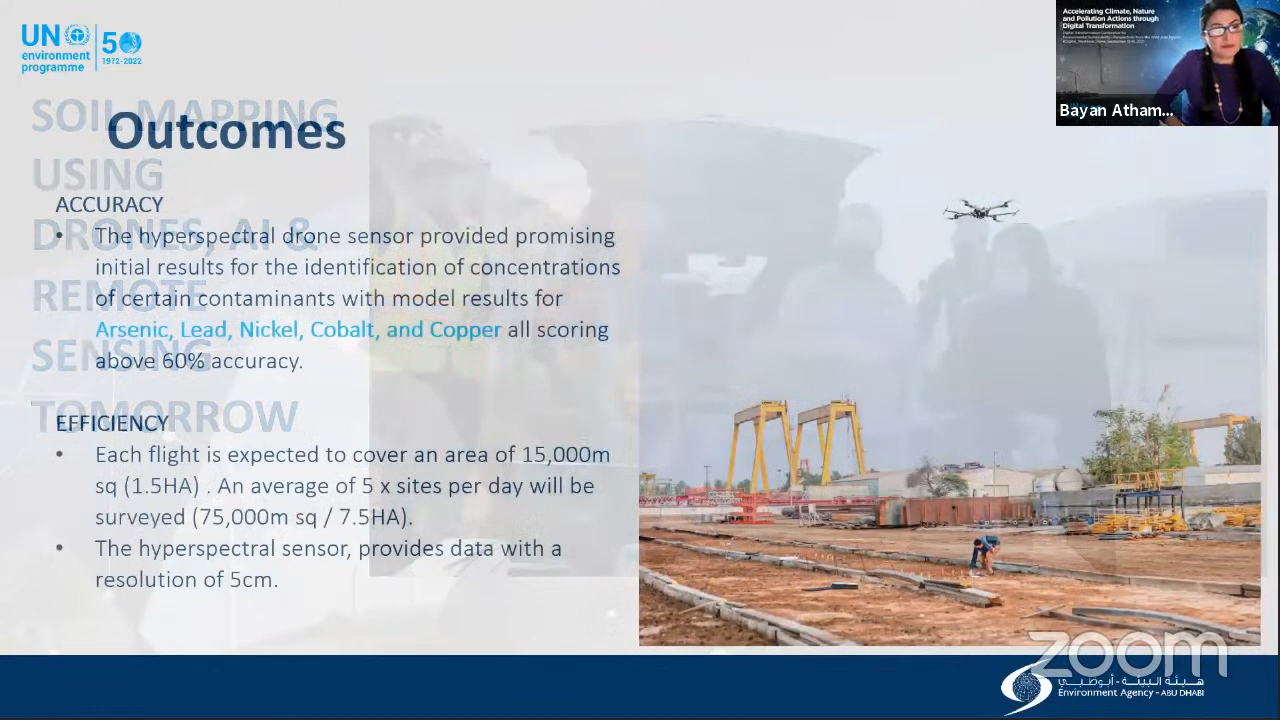 UN
environment
programme
50
1972-2022
Accelerating Climate, Nature
and Pollution Actions through
Digital Transformation
Bayan Atham...
SOIL MAPPING
USING
DRONES, AI &
REMOTE
SENSING
TOMORROW
Outcomes
ACCURACY
• The hyperspectral drone sensor provided promising
initial results for the identification of concentrations
of certain contaminants with model results for
Arsenic, Lead, Nickel, Cobalt, and Copper all scoring
above 60% accuracy.
EFFICIENCY
• Each flight is expected to cover an area of 15,000m
sq (1.5HA) . An average of 5 x sites per day will be
surveyed (75,000m sq / 7.5HA).
• The hyperspectral sensor, provides data with a
resolution of 5cm.
zoom
هيئة البيئة - أبوظبي
Environment Agency - ABU DHABI